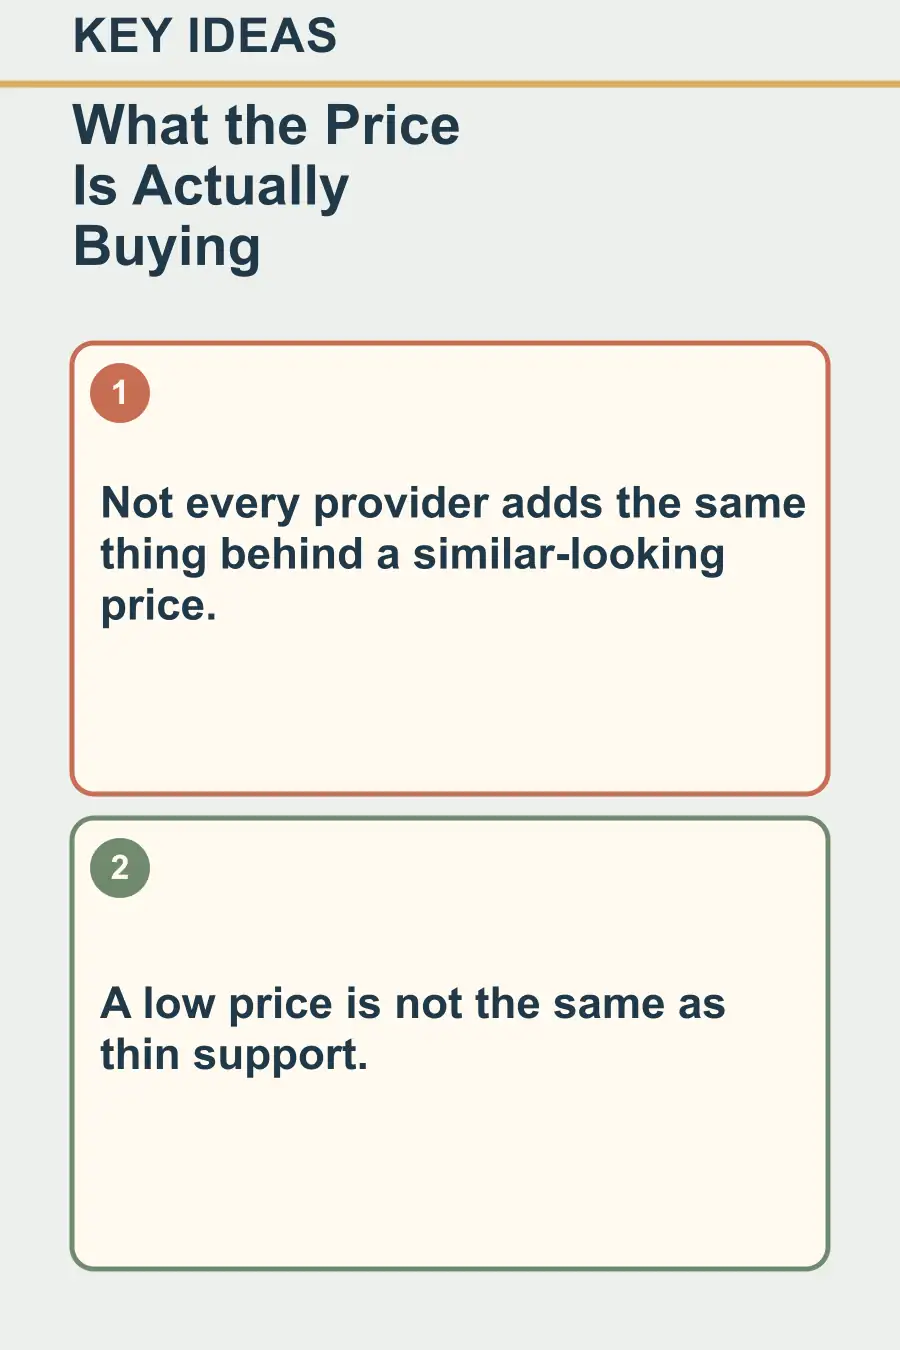 KEY IDEAS
What the Price
Is Actually
Buying
1
Not every provider adds the same
thing behind a similar-looking
price.
2
A low price is not the same as
thin support.